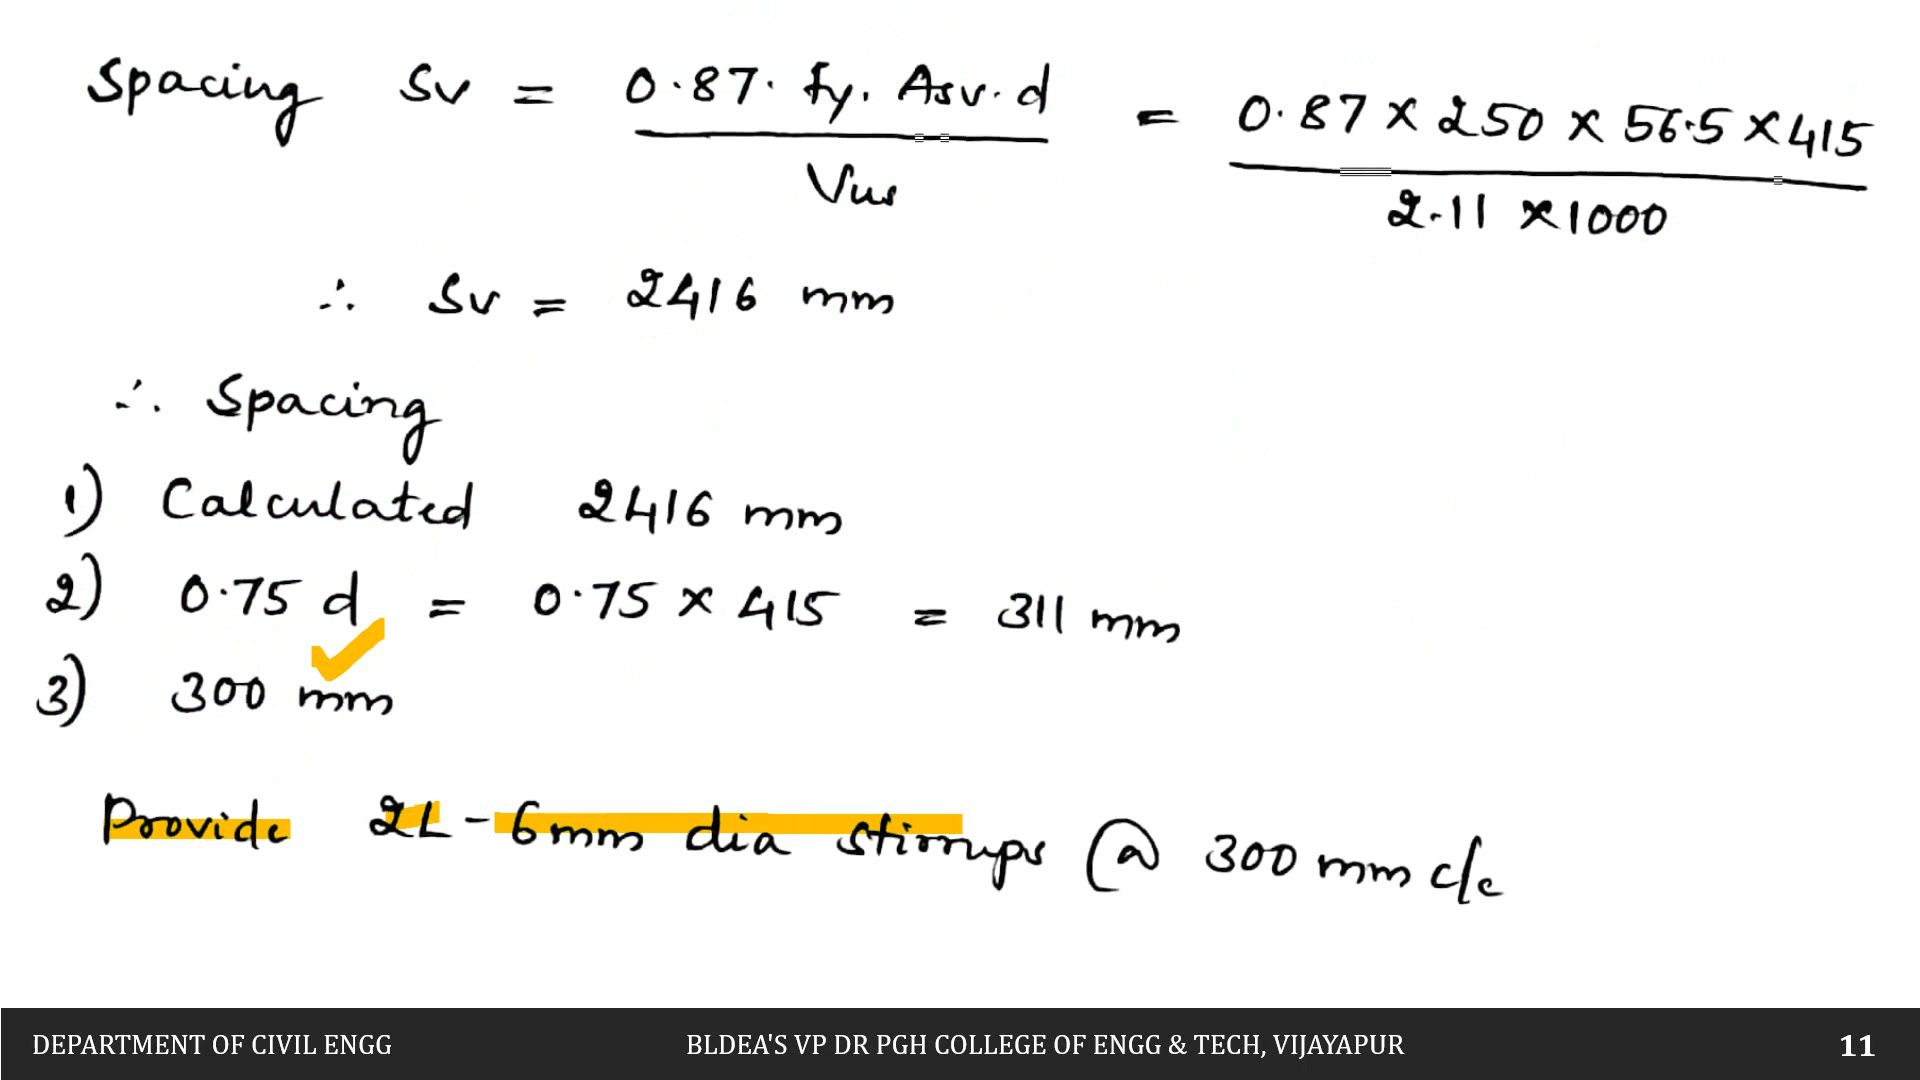 Spacing Sv = 0.87. fy. Asv. d / Vus = 0.87 x 250 x 56.5 x 415 / 2.11 x 1000
∴ Sv = 2416 mm
∴ Spacing
1) Calculated 2416 mm
2) 0.75 d = 0.75 x 415 = 311 mm
3) 300 mm
Provide 2L - 6mm dia stirrups @ 300 mm c/c
DEPARTMENT OF CIVIL ENGG BLDEA'S VP DR PGH COLLEGE OF ENGG & TECH, VIJAYAPUR 11